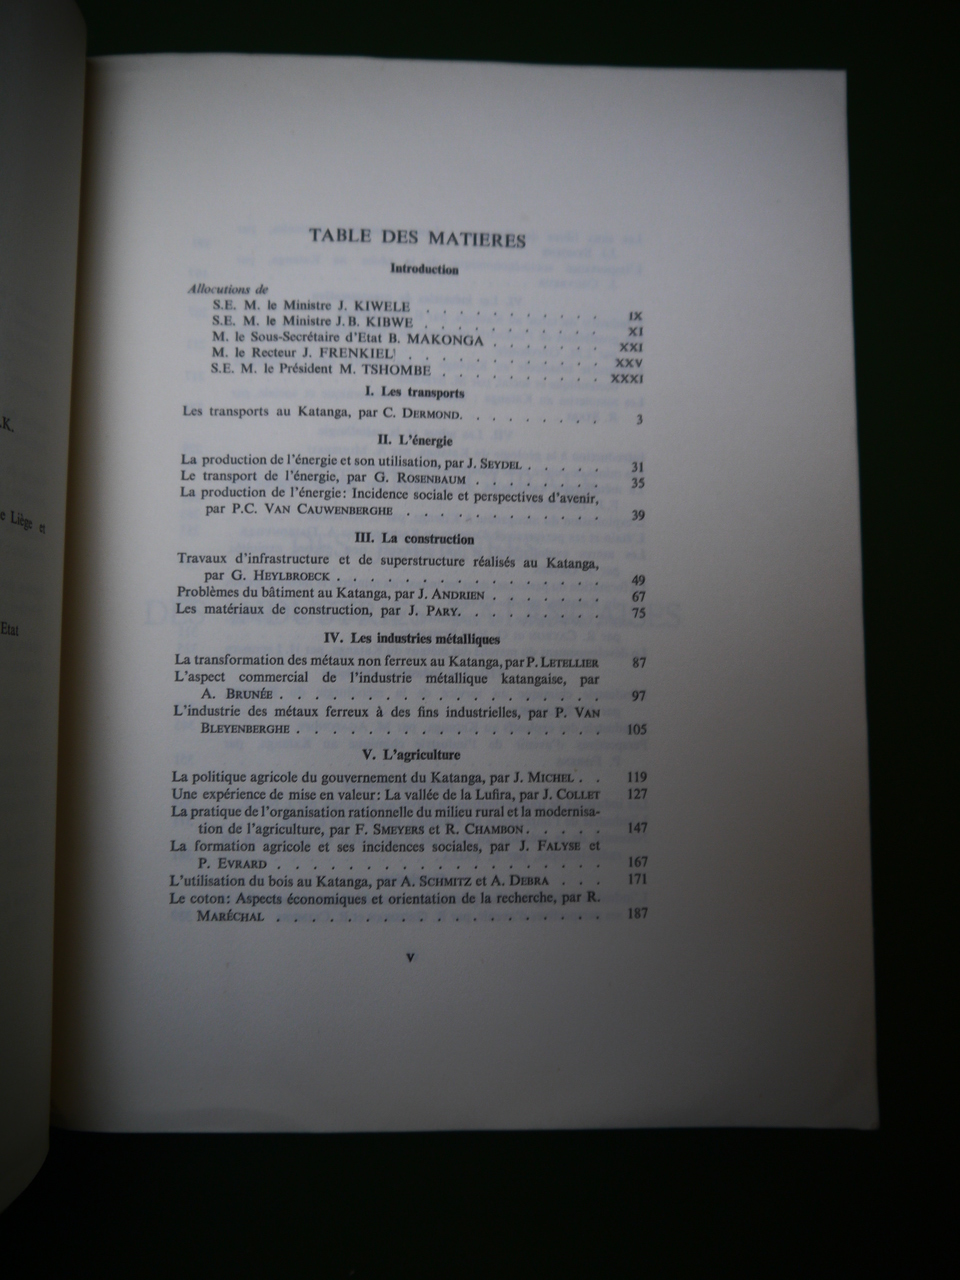 .K.
e Liège et
Etat
TABLE DES MATIERES
Introduction
Allocutions de
S.E. M. le Ministre J. KIWELE . . . . . . . . . . . IX
S.E. M. le Ministre J.B. KIBWE . . . . . . . . . . . XI
M. le Sous-Secrétaire d'Etat B. MAKONGA . . . . . . . XXI
M. le Recteur J. FRENKIEL . . . . . . . . . . . . XXV
S.E. M. le Président M. TSHOMBE . . . . . . . . . . XXXI
I. Les transports
Les transports au Katanga, par C. DERMOND. . . . . . . . 3
II. L'énergie
La production de l'énergie et son utilisation, par J. SEYDEL . . . . . 31
Le transport de l'énergie, par G. ROSENBAUM . . . . . . . . 35
La production de l'énergie: Incidence sociale et perspectives d'avenir,
par P.C. VAN CAUWENBERGHE . . . . . . . . . . . . 39
III. La construction
Travaux d'infrastructure et de superstructure réalisés au Katanga,
par G. HEYLBROECK . . . . . . . . . . . . . . . . 49
Problèmes du bâtiment au Katanga, par J. ANDRIEN . . . . . . . 67
Les matériaux de construction, par J. PARY. . . . . . . . . 75
IV. Les industries métalliques
La transformation des métaux non ferreux au Katanga, par P. LETELLIER 87
L'aspect commercial de l'industrie métallique katangaise, par
A. BRUNÉE . . . . . . . . . . . . . . . . . . . 97
L'industrie des métaux ferreux à des fins industrielles, par P. VAN
BLEYENBERGHE . . . . . . . . . . . . . . . . . . 105
V. L'agriculture
La politique agricole du gouvernement du Katanga, par J. MICHEL . . 119
Une expérience de mise en valeur: La vallée de la Lufira, par J. COLLET 127
La pratique de l'organisation rationnelle du milieu rural et la modernisa-
tion de l'agriculture, par F. SMEYERS et R. CHAMBON. . . . . 147
La formation agricole et ses incidences sociales, par J. FALYSE et
P. EVRARD . . . . . . . . . . . . . . . . . . . 167
L'utilisation du bois au Katanga, par A. SCHMITZ et A. DEBRA . . . 171
Le coton: Aspects économiques et orientation de la recherche, par R.
MARÉCHAL . . . . . . . . . . . . . . . . . . . 187
V